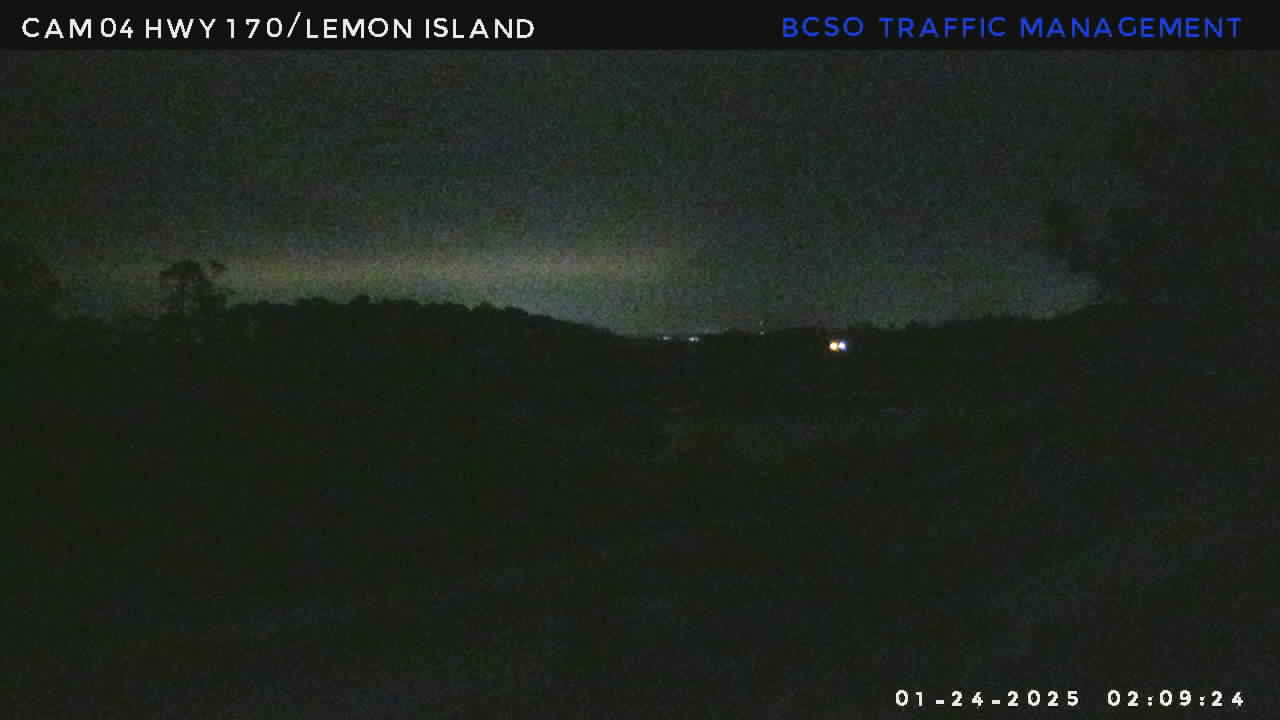 CAM04 HWY 170/LEMON ISLAND
BCSO TRAFFIC MANAGEMENT
01-24-2025 02:09:24